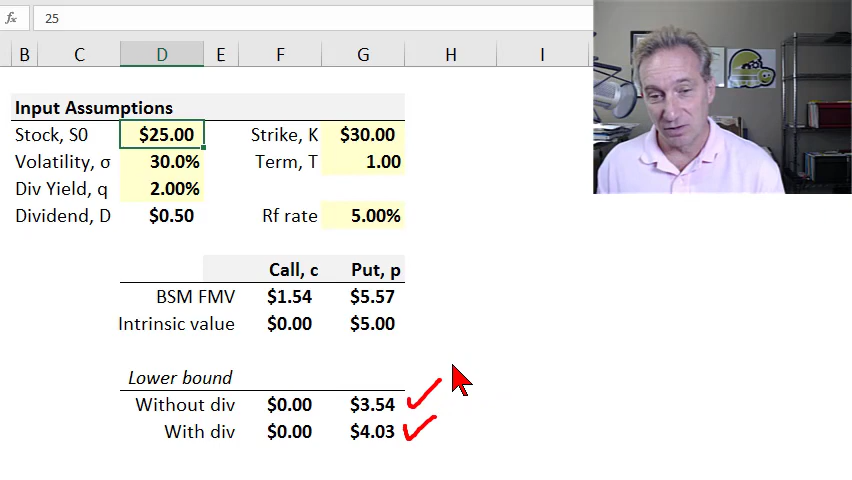 fx 25
B C D E F G H I
Input Assumptions
Stock, S0 $25.00 Strike, K $30.00
Volatility, σ 30.0% Term, T 1.00
Div Yield, q 2.00%
Dividend, D $0.50 Rf rate 5.00%
Call, c Put, p
BSM FMV $1.54 $5.57
Intrinsic value $0.00 $5.00
Lower bound
Without div $0.00 $3.54
With div $0.00 $4.03